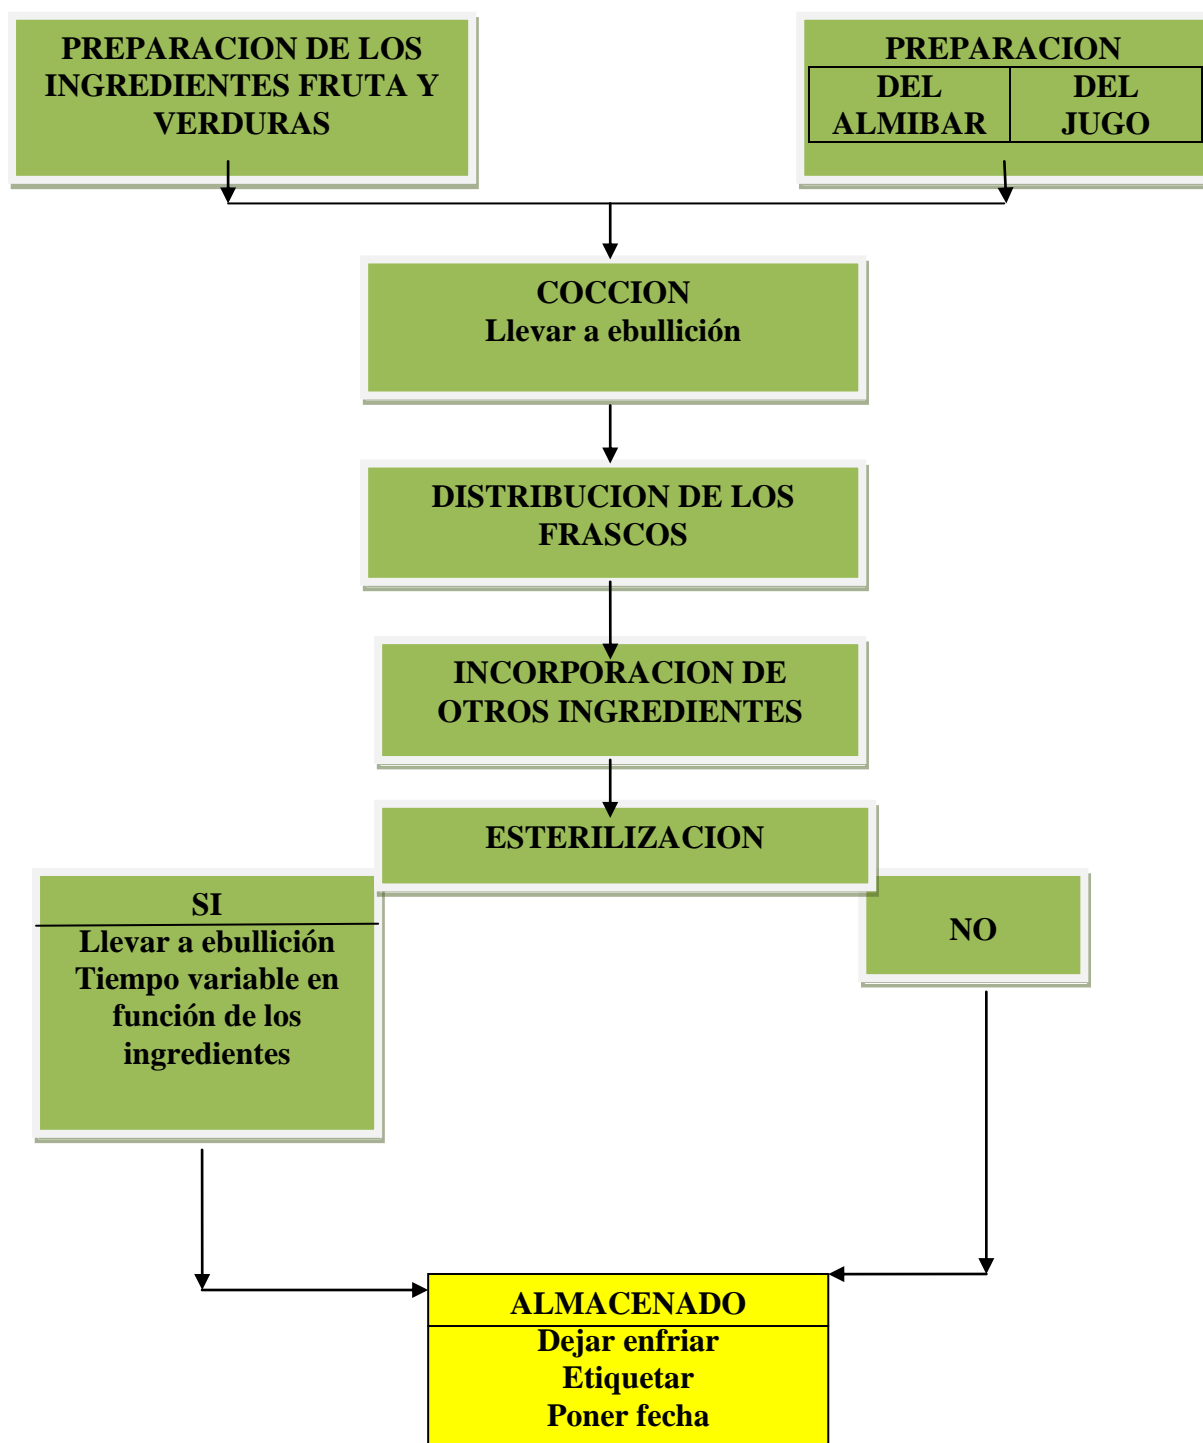 PREPARACION DE LOS
INGREDIENTES FRUTA Y
VERDURAS
PREPARACION
DEL
ALMIBAR
DEL
JUGO
COCCION
Llevar a ebullición
DISTRIBUCION DE LOS
FRASCOS
INCORPORACION DE
OTROS INGREDIENTES
ESTERILIZACION
SI
Llevar a ebullición
Tiempo variable en
función de los
ingredientes
NO
ALMACENADO
Dejar enfriar
Etiquetar
Poner fecha